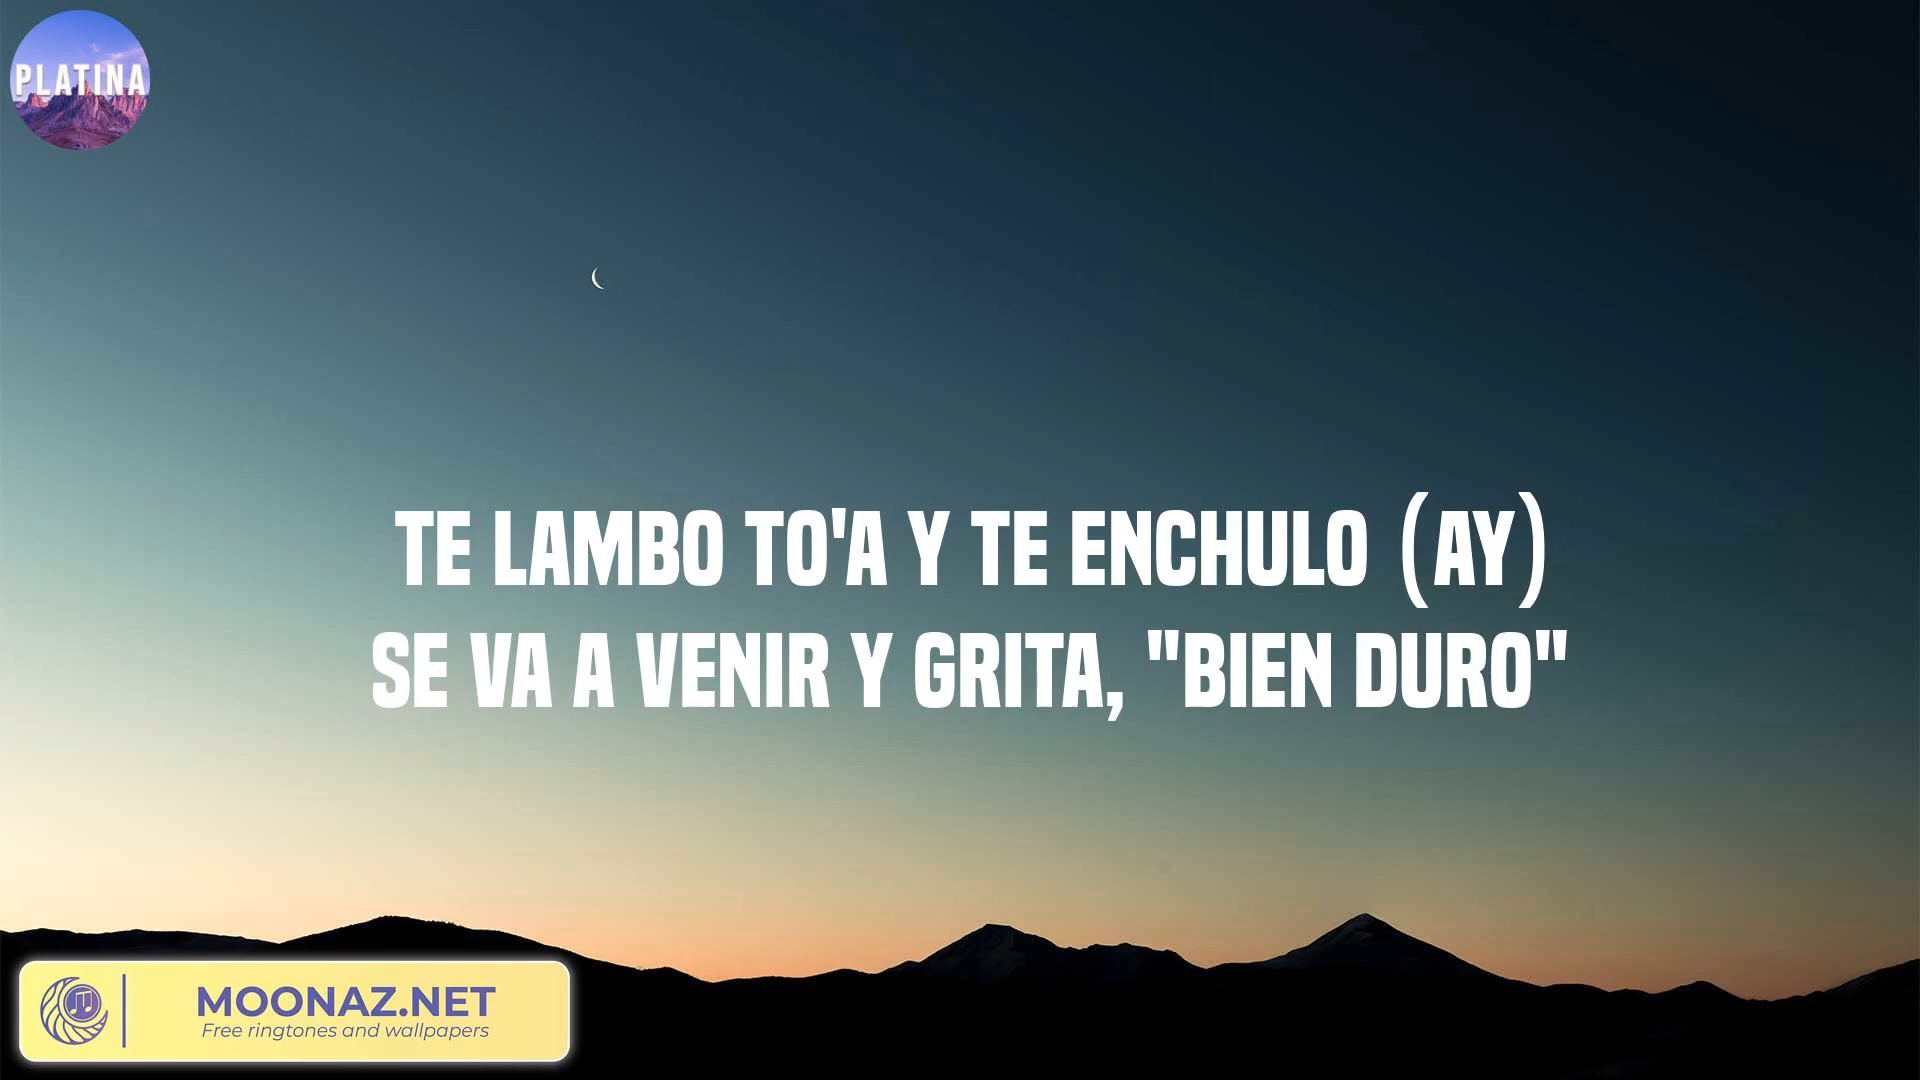 PLATINA
TE LAMBO TO'A Y TE ENCHULO (AY)
SE VA A VENIR Y GRITA, "BIEN DURO"
MOONAZ.NET
Free ringtones and wallpapers